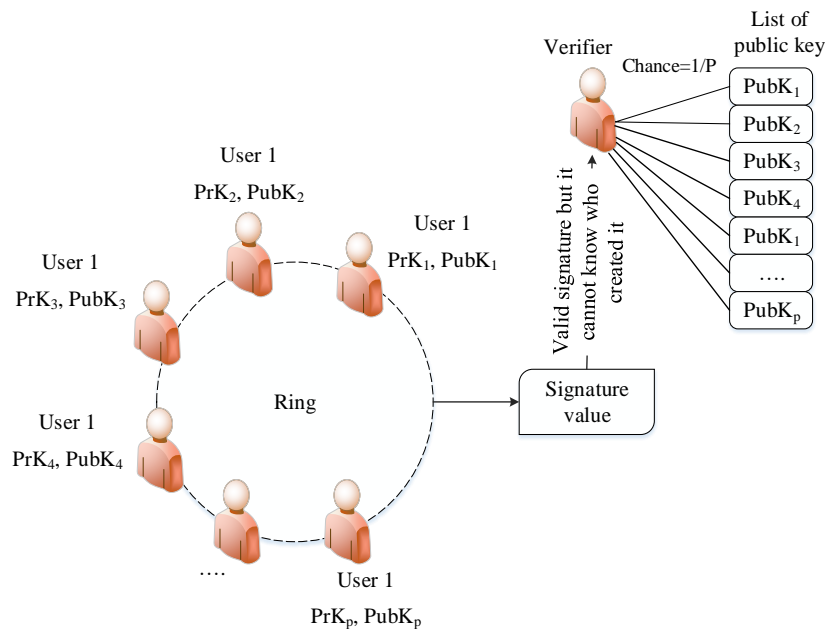 List of
public key
Verifier
Chance=1/P
PubK₁
PubK₂
PubK₃
PubK₄
PubK₁
....
PubKₚ
Valid signature but it
cannot know who
created it
User 1
PrK₂, PubK₂
User 1
PrK₁, PubK₁
User 1
PrK₃, PubK₃
User 1
PrK₄, PubK₄
Ring
Signature
value
....
User 1
PrKₚ, PubKₚ